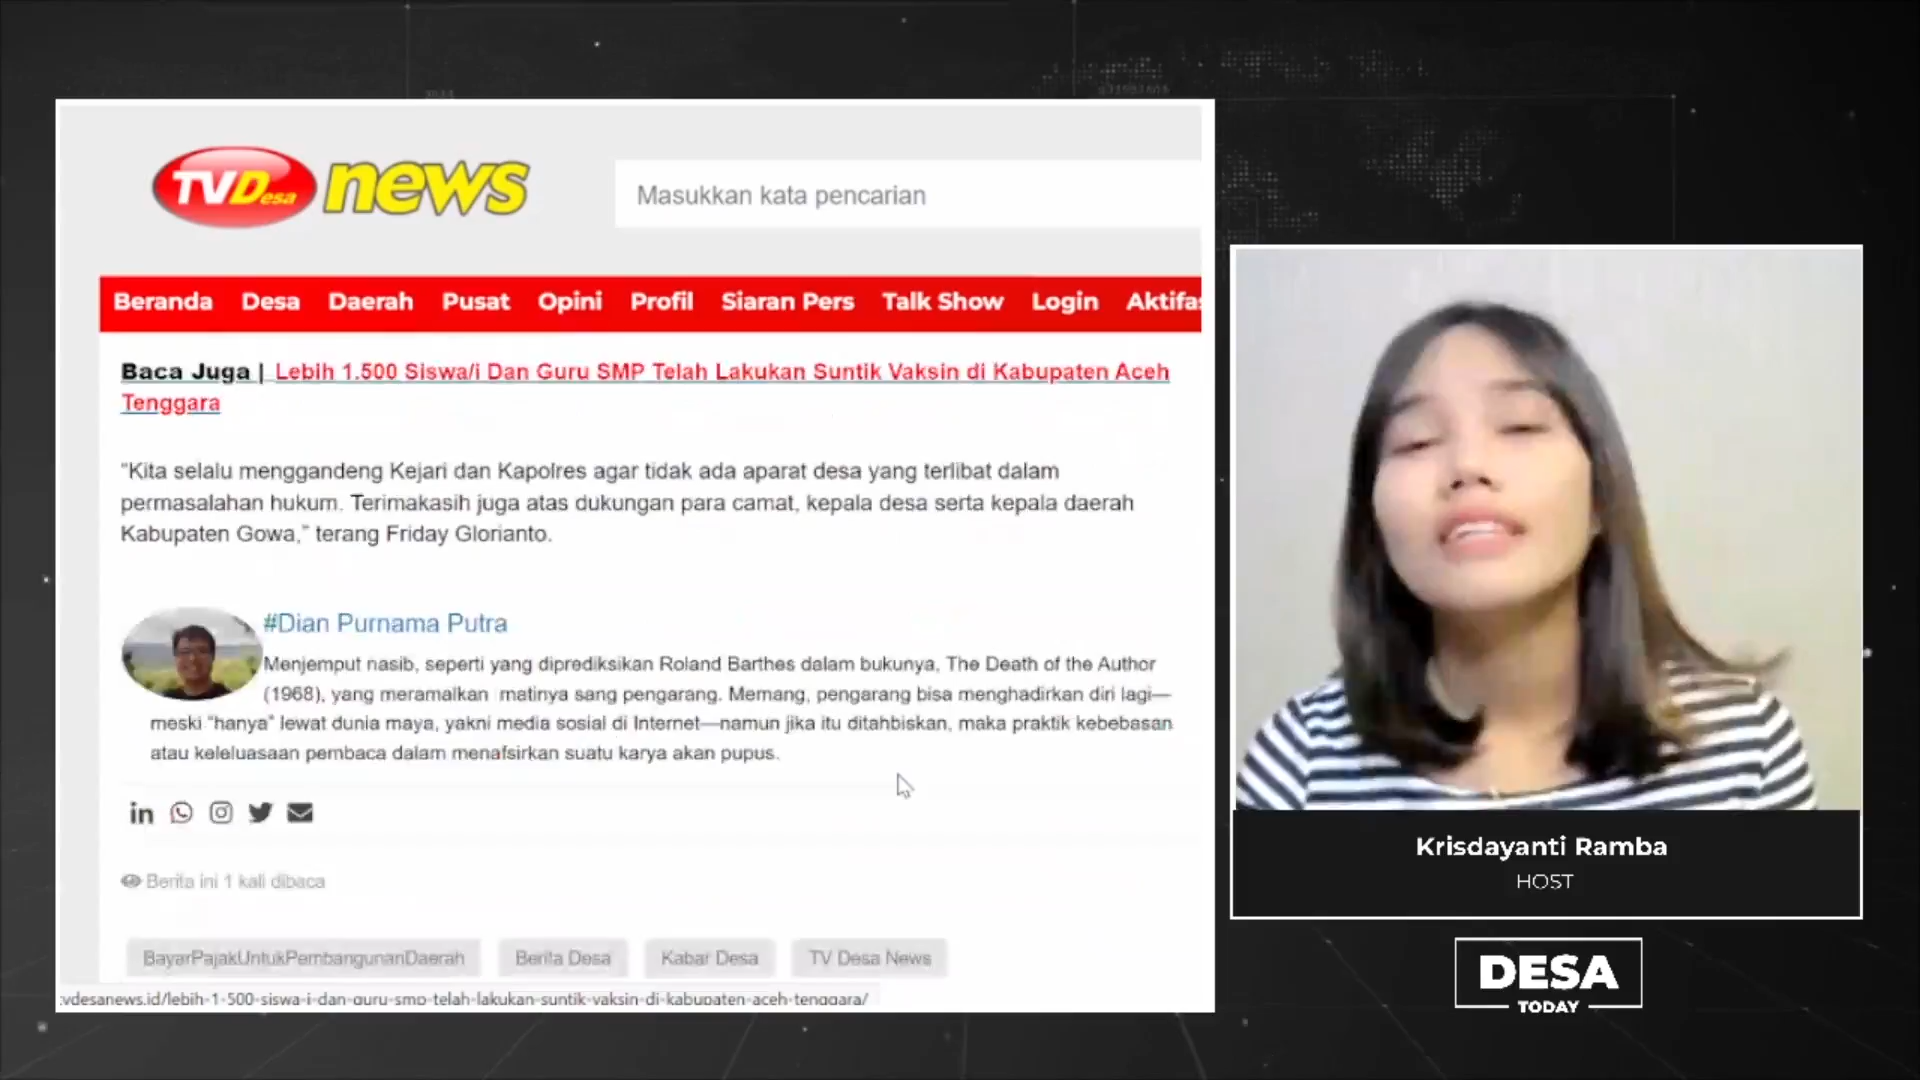 TVDesa news
Masukkan kata pencarian
Beranda Desa Daerah Pusat Opini Profil Siaran Pers Talk Show Login Aktifas
Baca Juga | Lebih 1.500 Siswa/i Dan Guru SMP Telah Lakukan Suntik Vaksin di Kabupaten Aceh
Tenggara
“Kita selalu menggandeng Kejari dan Kapolres agar tidak ada aparat desa yang terlibat dalam
permasalahan hukum. Terimakasih juga atas dukungan para camat, kepala desa serta kepala daerah
Kabupaten Gowa,” terang Friday Glorianto.
#Dian Purnama Putra
Menjemput nasib, seperti yang diprediksikan Roland Barthes dalam bukunya, The Death of the Author
(1968), yang meramalkan matinya sang pengarang. Memang, pengarang bisa menghadirkan diri lagi—
meski “hanya” lewat dunia maya, yakni media sosial di Internet—namun jika itu ditahbiskan, maka praktik kebebasan
atau keleluasaan pembaca dalam menafsirkan suatu karya akan pupus.
Berita ini 1 kali dibaca
BayarPajakUntukPembangunanDaerah Berita Desa Kabar Desa TV Desa News
tvdesanews.id/lebih-1-500-siswa-i-dan-guru-smp-telah-lakukan-suntik-vaksin-di-kabupaten-aceh-tenggara/
Krisdayanti Ramba
HOST
DESA
TODAY